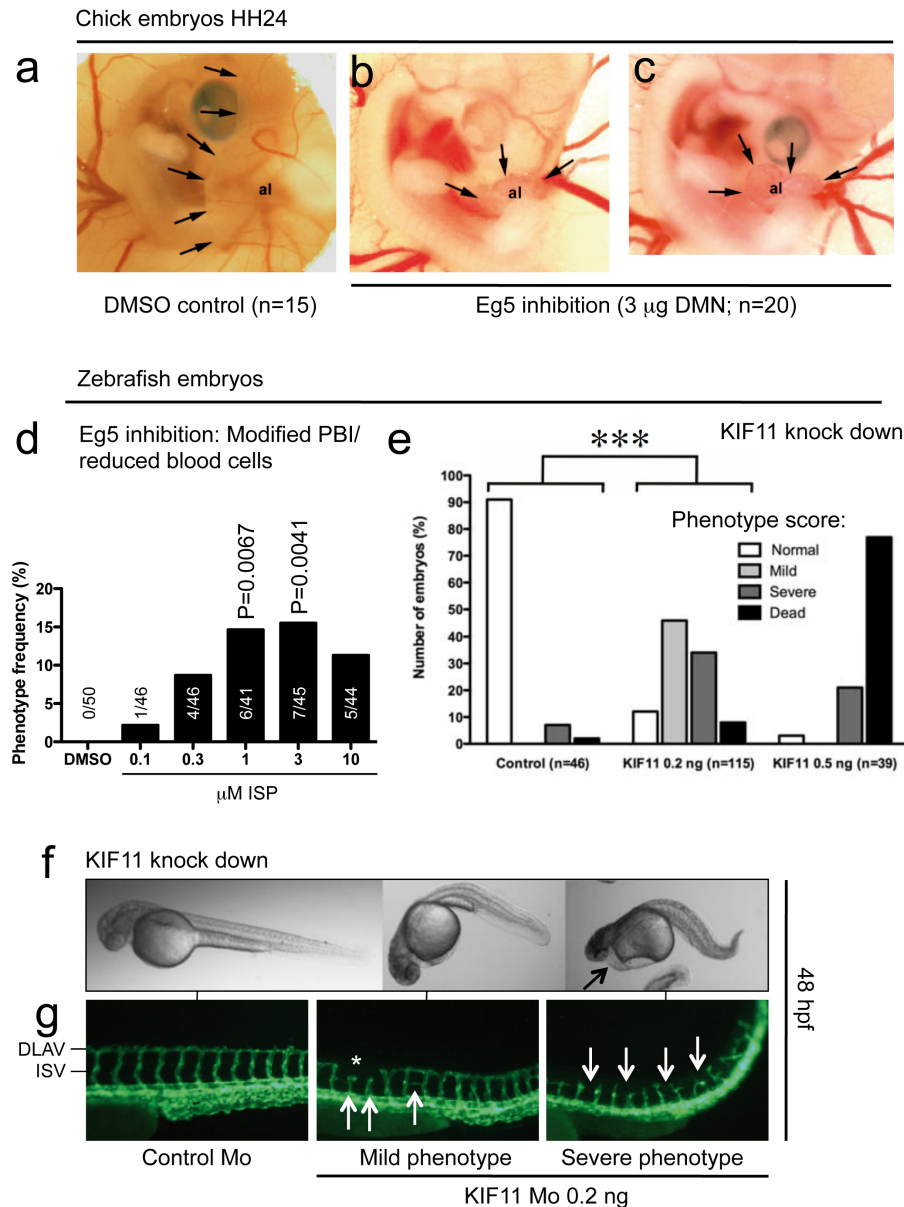 Chick embryos HH24
a
b
c
al
al
al
DMSO control (n=15)
Eg5 inhibition (3 μg DMN; n=20)
Zebrafish embryos
d
Eg5 inhibition: Modified PBI/
reduced blood cells
Phenotype frequency (%)
20
15
10
5
0
0/50
1/46
4/46
6/41
7/45
5/44
P=0.0067
P=0.0041
DMSO
0.1
0.3
1
3
10
μM ISP
e
KIF11 knock down
***
Number of embryos (%)
100
90
80
70
60
50
40
30
20
10
0
Phenotype score:
Normal
Mild
Severe
Dead
Control (n=46)
KIF11 0.2 ng (n=115)
KIF11 0.5 ng (n=39)
f
KIF11 knock down
g
DLAV
ISV
*
48 hpf
Control Mo
Mild phenotype
Severe phenotype
KIF11 Mo 0.2 ng